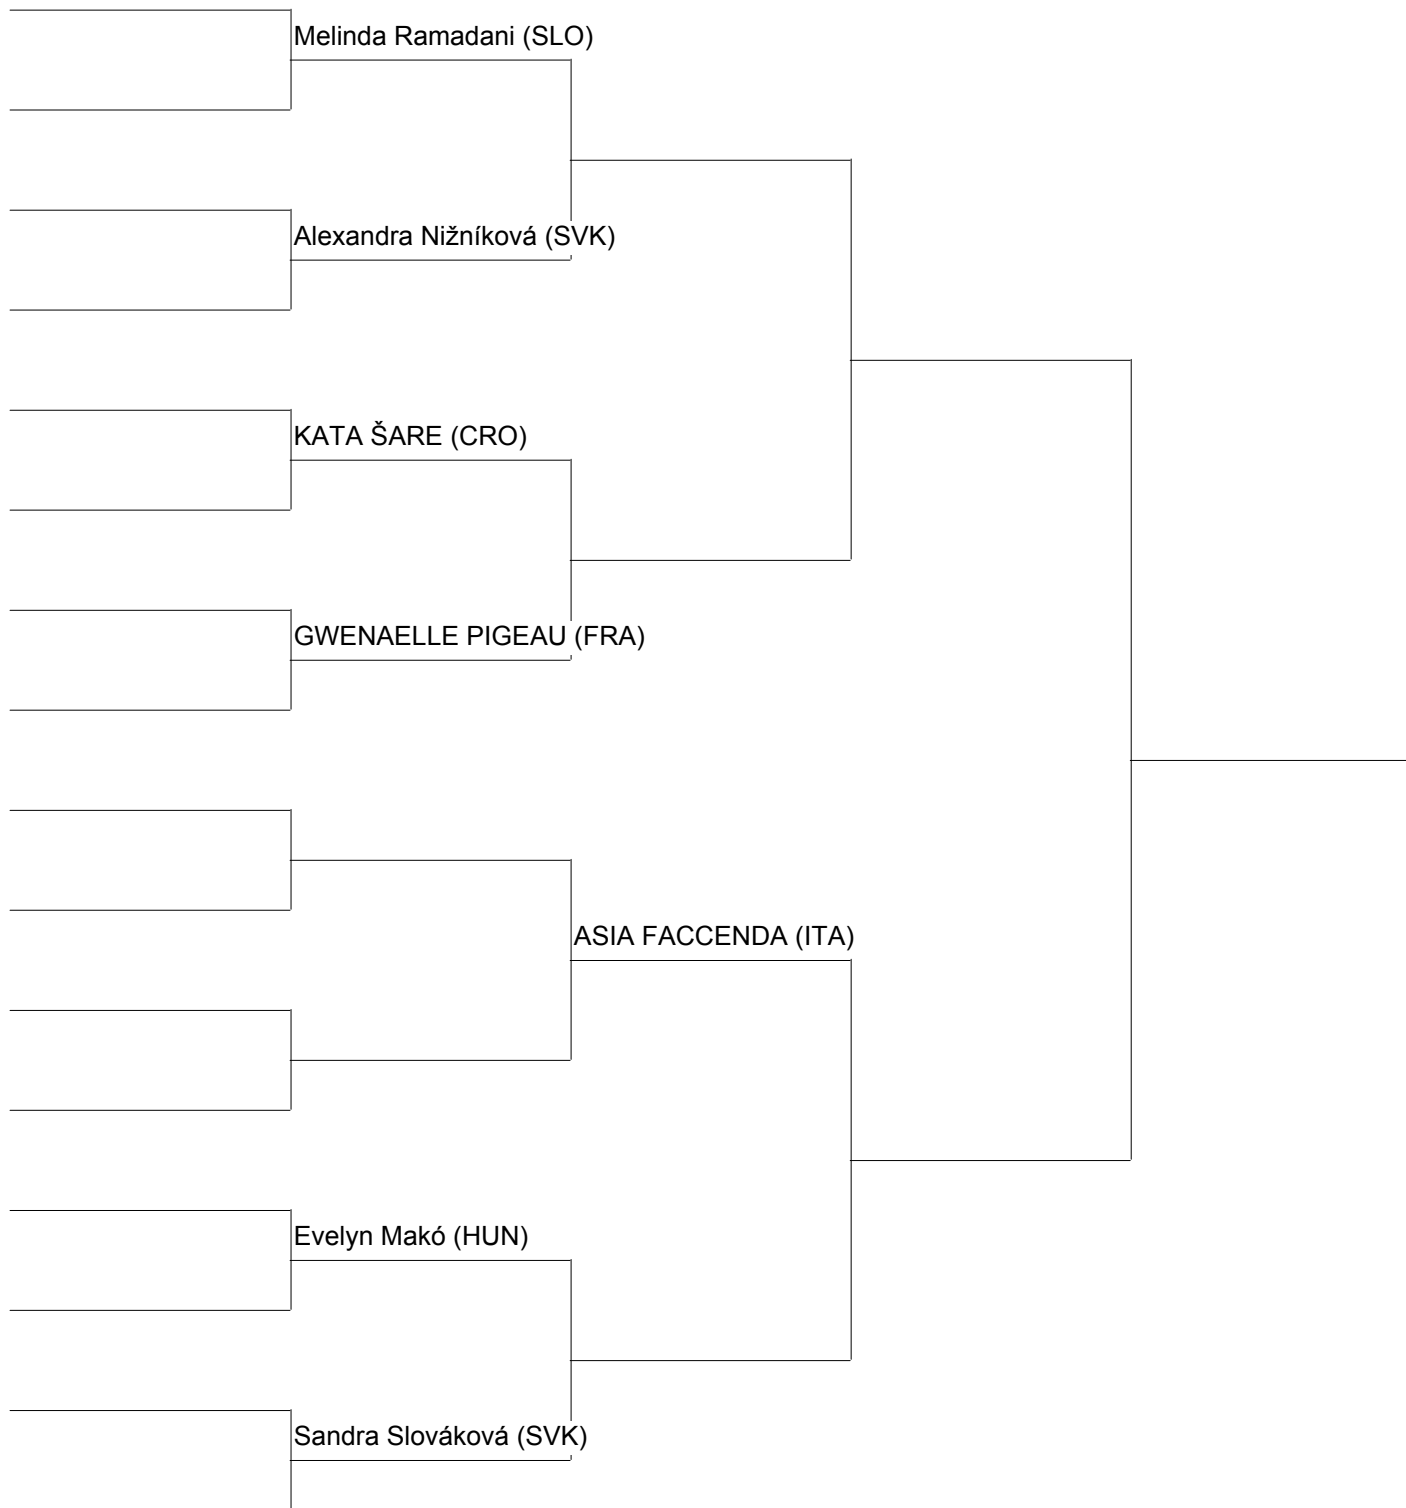 Melinda Ramadani (SLO)
Alexandra Nižníková (SVK)
KATA ŠARE (CRO)
GWENAELLE PIGEAU (FRA)
ASIA FACCENDA (ITA)
Evelyn Makó (HUN)
Sandra Slováková (SVK)